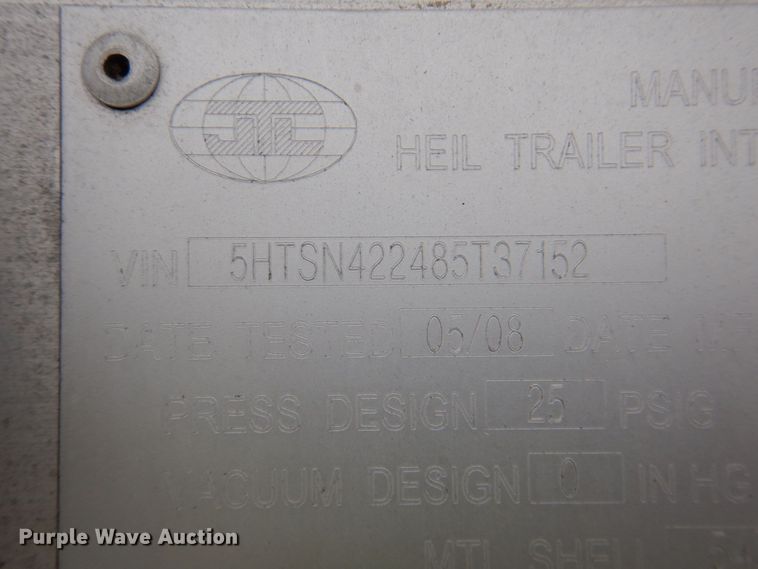 MANU
HEIL TRAILER INT
VIN 5HTSN422485T37152
DATE TESTED 05/08 DATE
PRESS DESIGN 25 PSIG
VACUUM DESIGN 0 IN HG
MTL SHELL 54
Purple Wave Auction